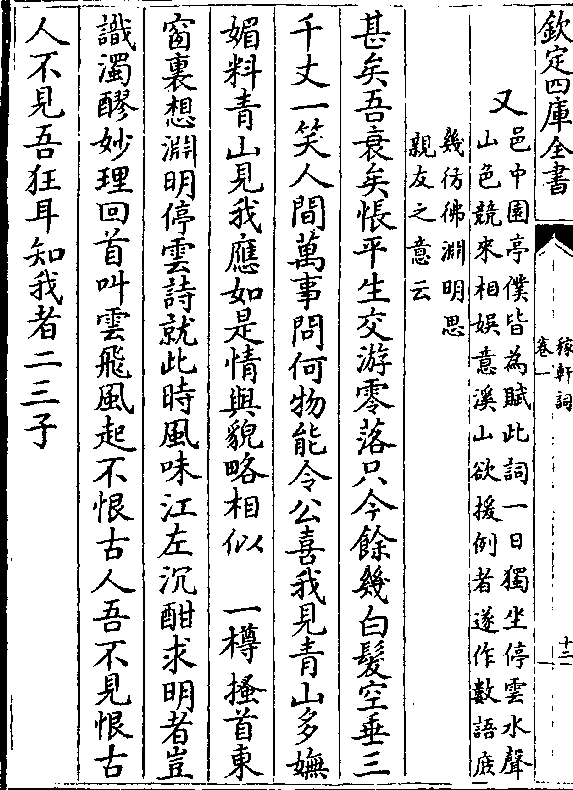 欽定四庫全書
稼軒詞
卷一
十二
又
邑中園亭僕皆為賦此詞一日獨坐停雲水聲
山色競來相娛意溪山欲援例者遂作數語庶
幾彷彿淵明思
親友之意云
甚矣吾衰矣悵平生交游零落只今餘幾白髮空垂三
千丈一笑人間萬事問何物能令公喜我見青山多嫵
媚料青山見我應如是情與貌略相似 一樽搔首東
窗裏想淵明停雲詩就此時風味江左沉酣求明者豈
識濁醪妙理回首叫雲飛風起不恨古人吾不見恨古
人不見吾狂耳知我者二三子